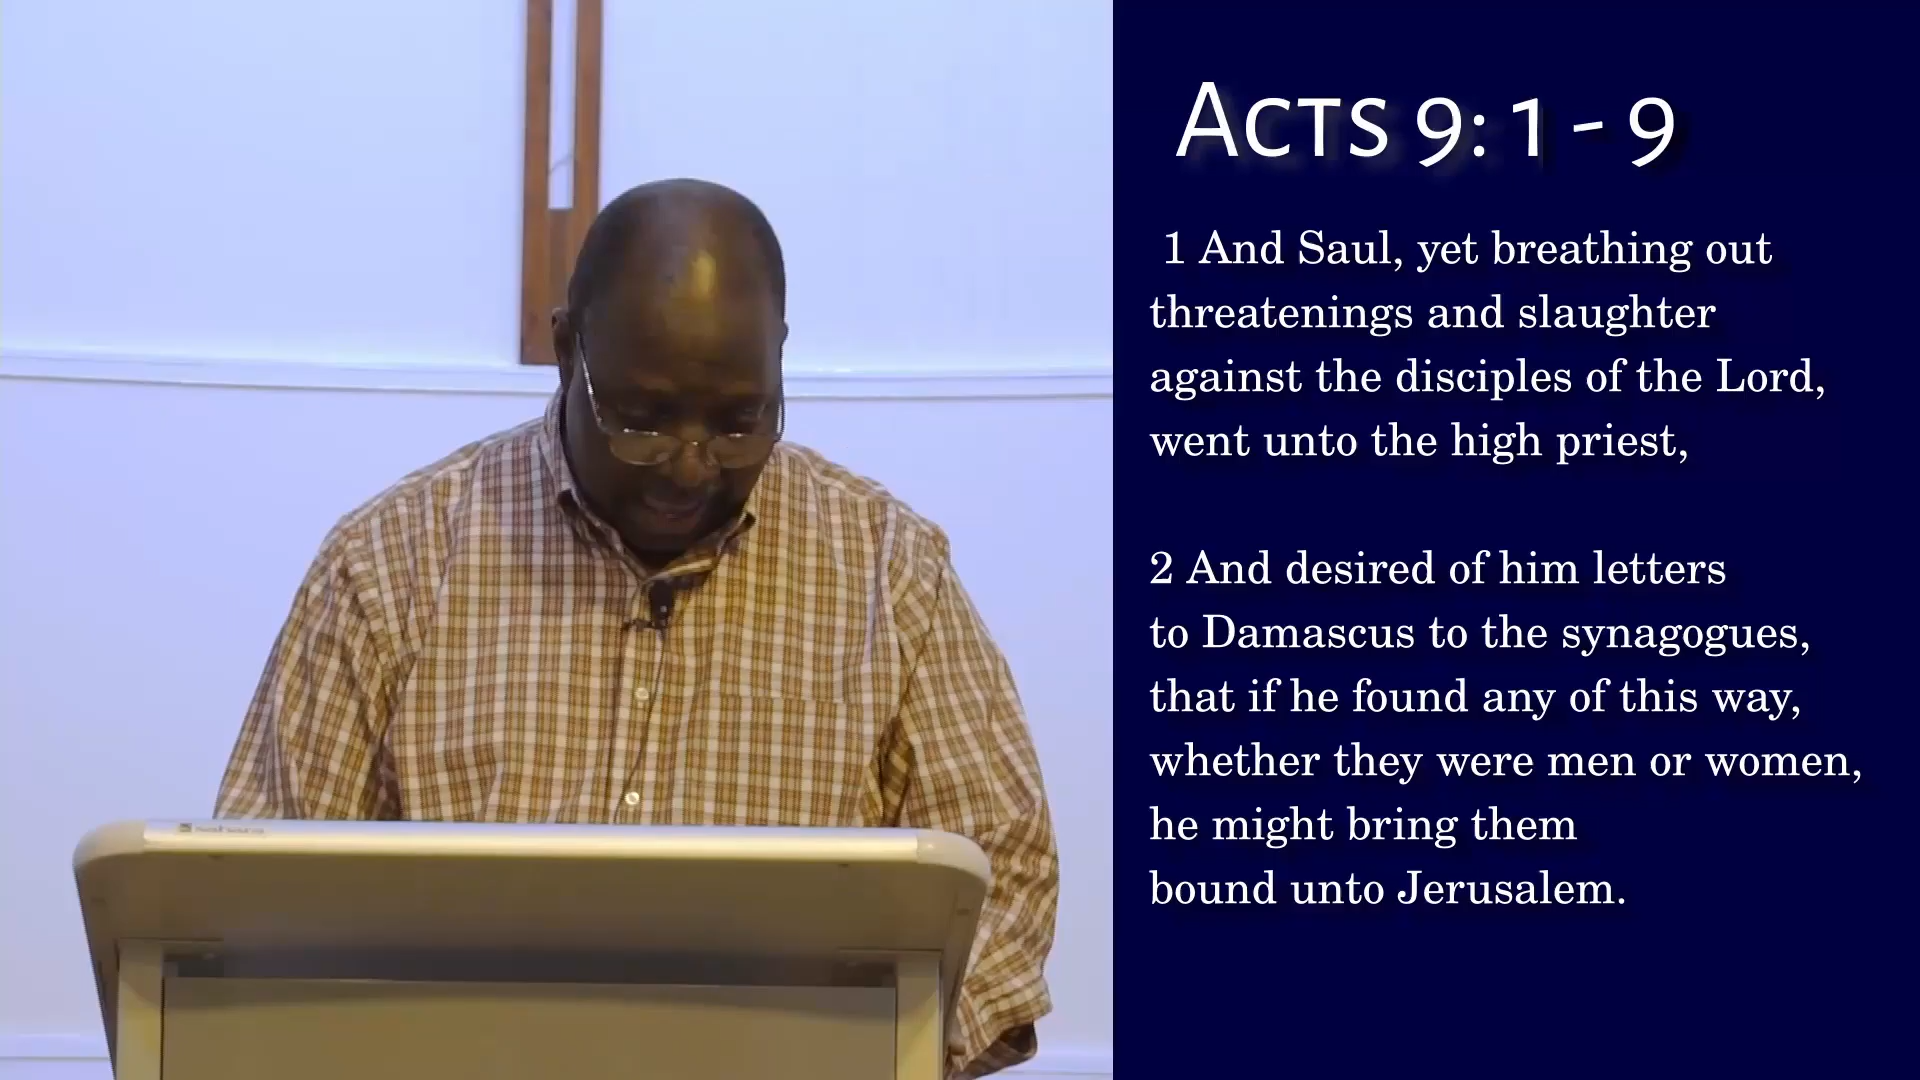 Acts 9: 1 - 9
1 And Saul, yet breathing out
threatenings and slaughter
against the disciples of the Lord,
went unto the high priest,
2 And desired of him letters
to Damascus to the synagogues,
that if he found any of this way,
whether they were men or women,
he might bring them
bound unto Jerusalem.
sahara